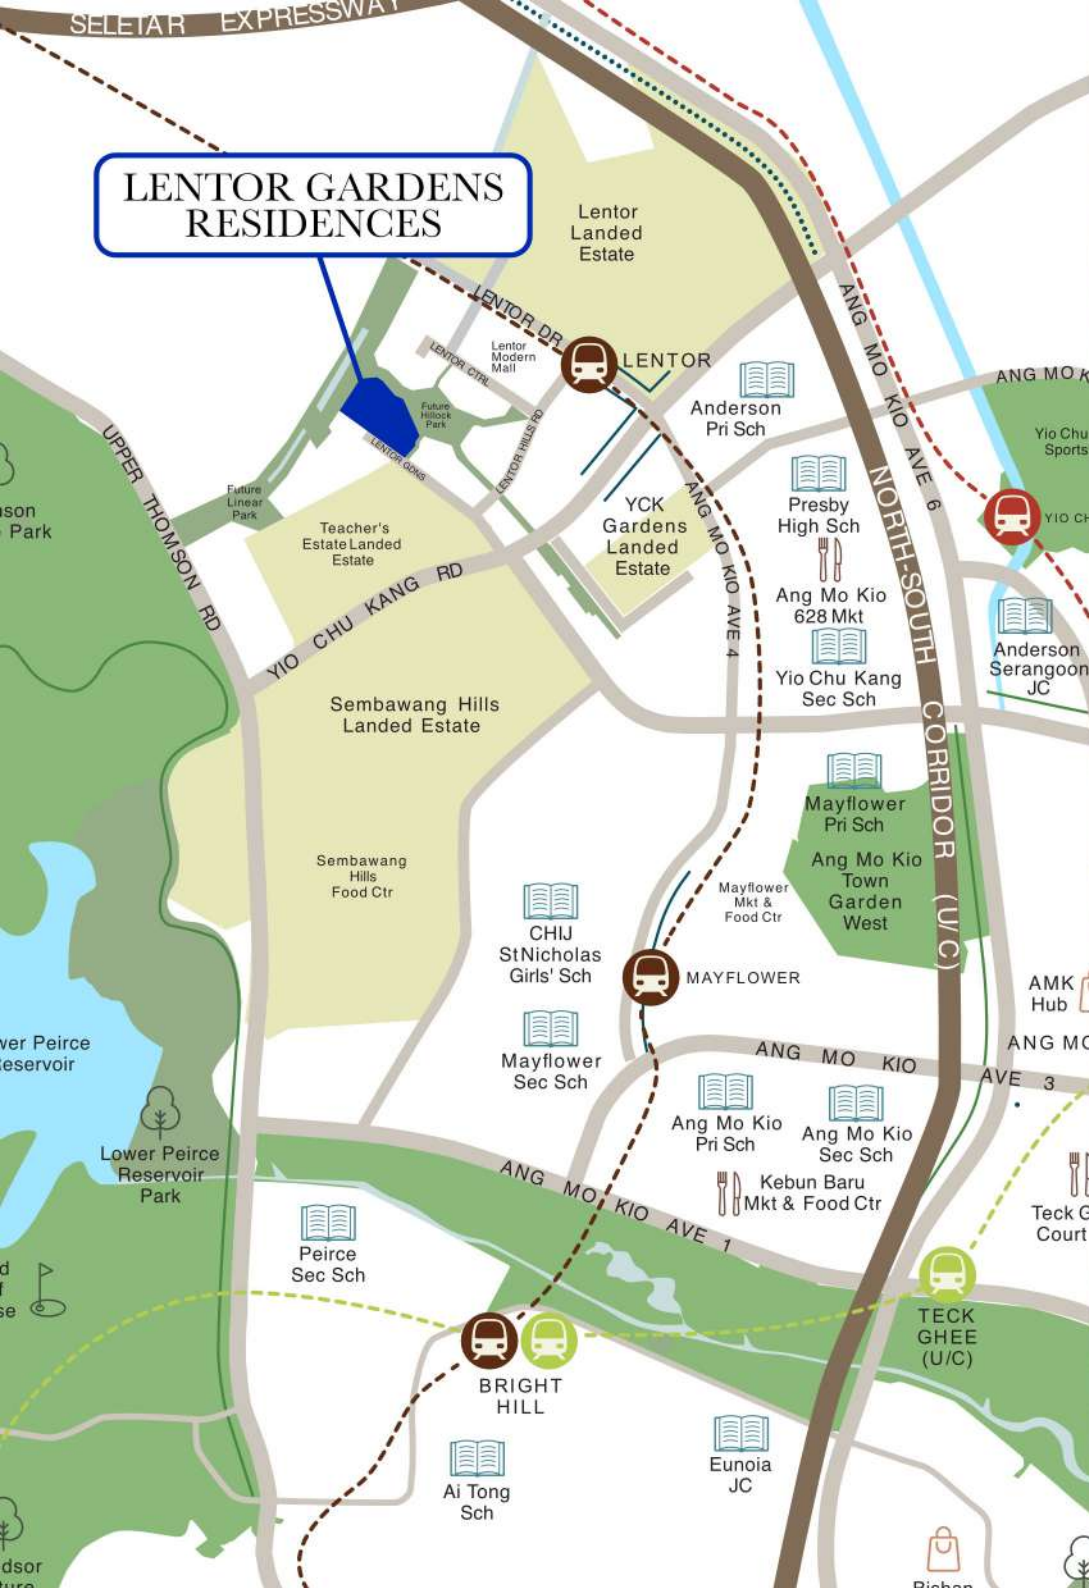 SELETAR EXPRESSWAY
LENTOR GARDENS
RESIDENCES
Lentor
Landed
Estate
LENTOR DR
Lentor
Modern
Mall
LENTOR CTRL
LENTOR
Anderson
Pri Sch
ANG MO KIO AVE 6
ANG MO K
Yio Chu
Sports
YIO CH
Future
Hillock
Park
LENTOR GDNS
LENTOR HILLS RD
UPPER THOMSON RD
nson
Park
Future
Linear
Park
Teacher's
Estate Landed
Estate
YCK
Gardens
Landed
Estate
ANG MO KIO AVE 4
Presby
High Sch
Ang Mo Kio
628 Mkt
Yio Chu Kang
Sec Sch
NORTH-SOUTH CORRIDOR (U/C)
Anderson
Serangoon
JC
YIO CHU KANG RD
Sembawang Hills
Landed Estate
Sembawang
Hills
Food Ctr
Mayflower
Pri Sch
Ang Mo Kio
Town
Garden
West
Mayflower
Mkt &
Food Ctr
CHIJ
St Nicholas
Girls' Sch
MAYFLOWER
AMK
Hub
Mayflower
Sec Sch
wer Peirce
Reservoir
ANG MO
ANG MO KIO AVE 3
Ang Mo Kio
Pri Sch
Ang Mo Kio
Sec Sch
Lower Peirce
Reservoir
Park
ANG MO KIO AVE 1
Kebun Baru
Mkt & Food Ctr
Teck G
Court
Peirce
Sec Sch
d
f
se
TECK
GHEE
(U/C)
BRIGHT
HILL
Ai Tong
Sch
Eunoia
JC
dsor